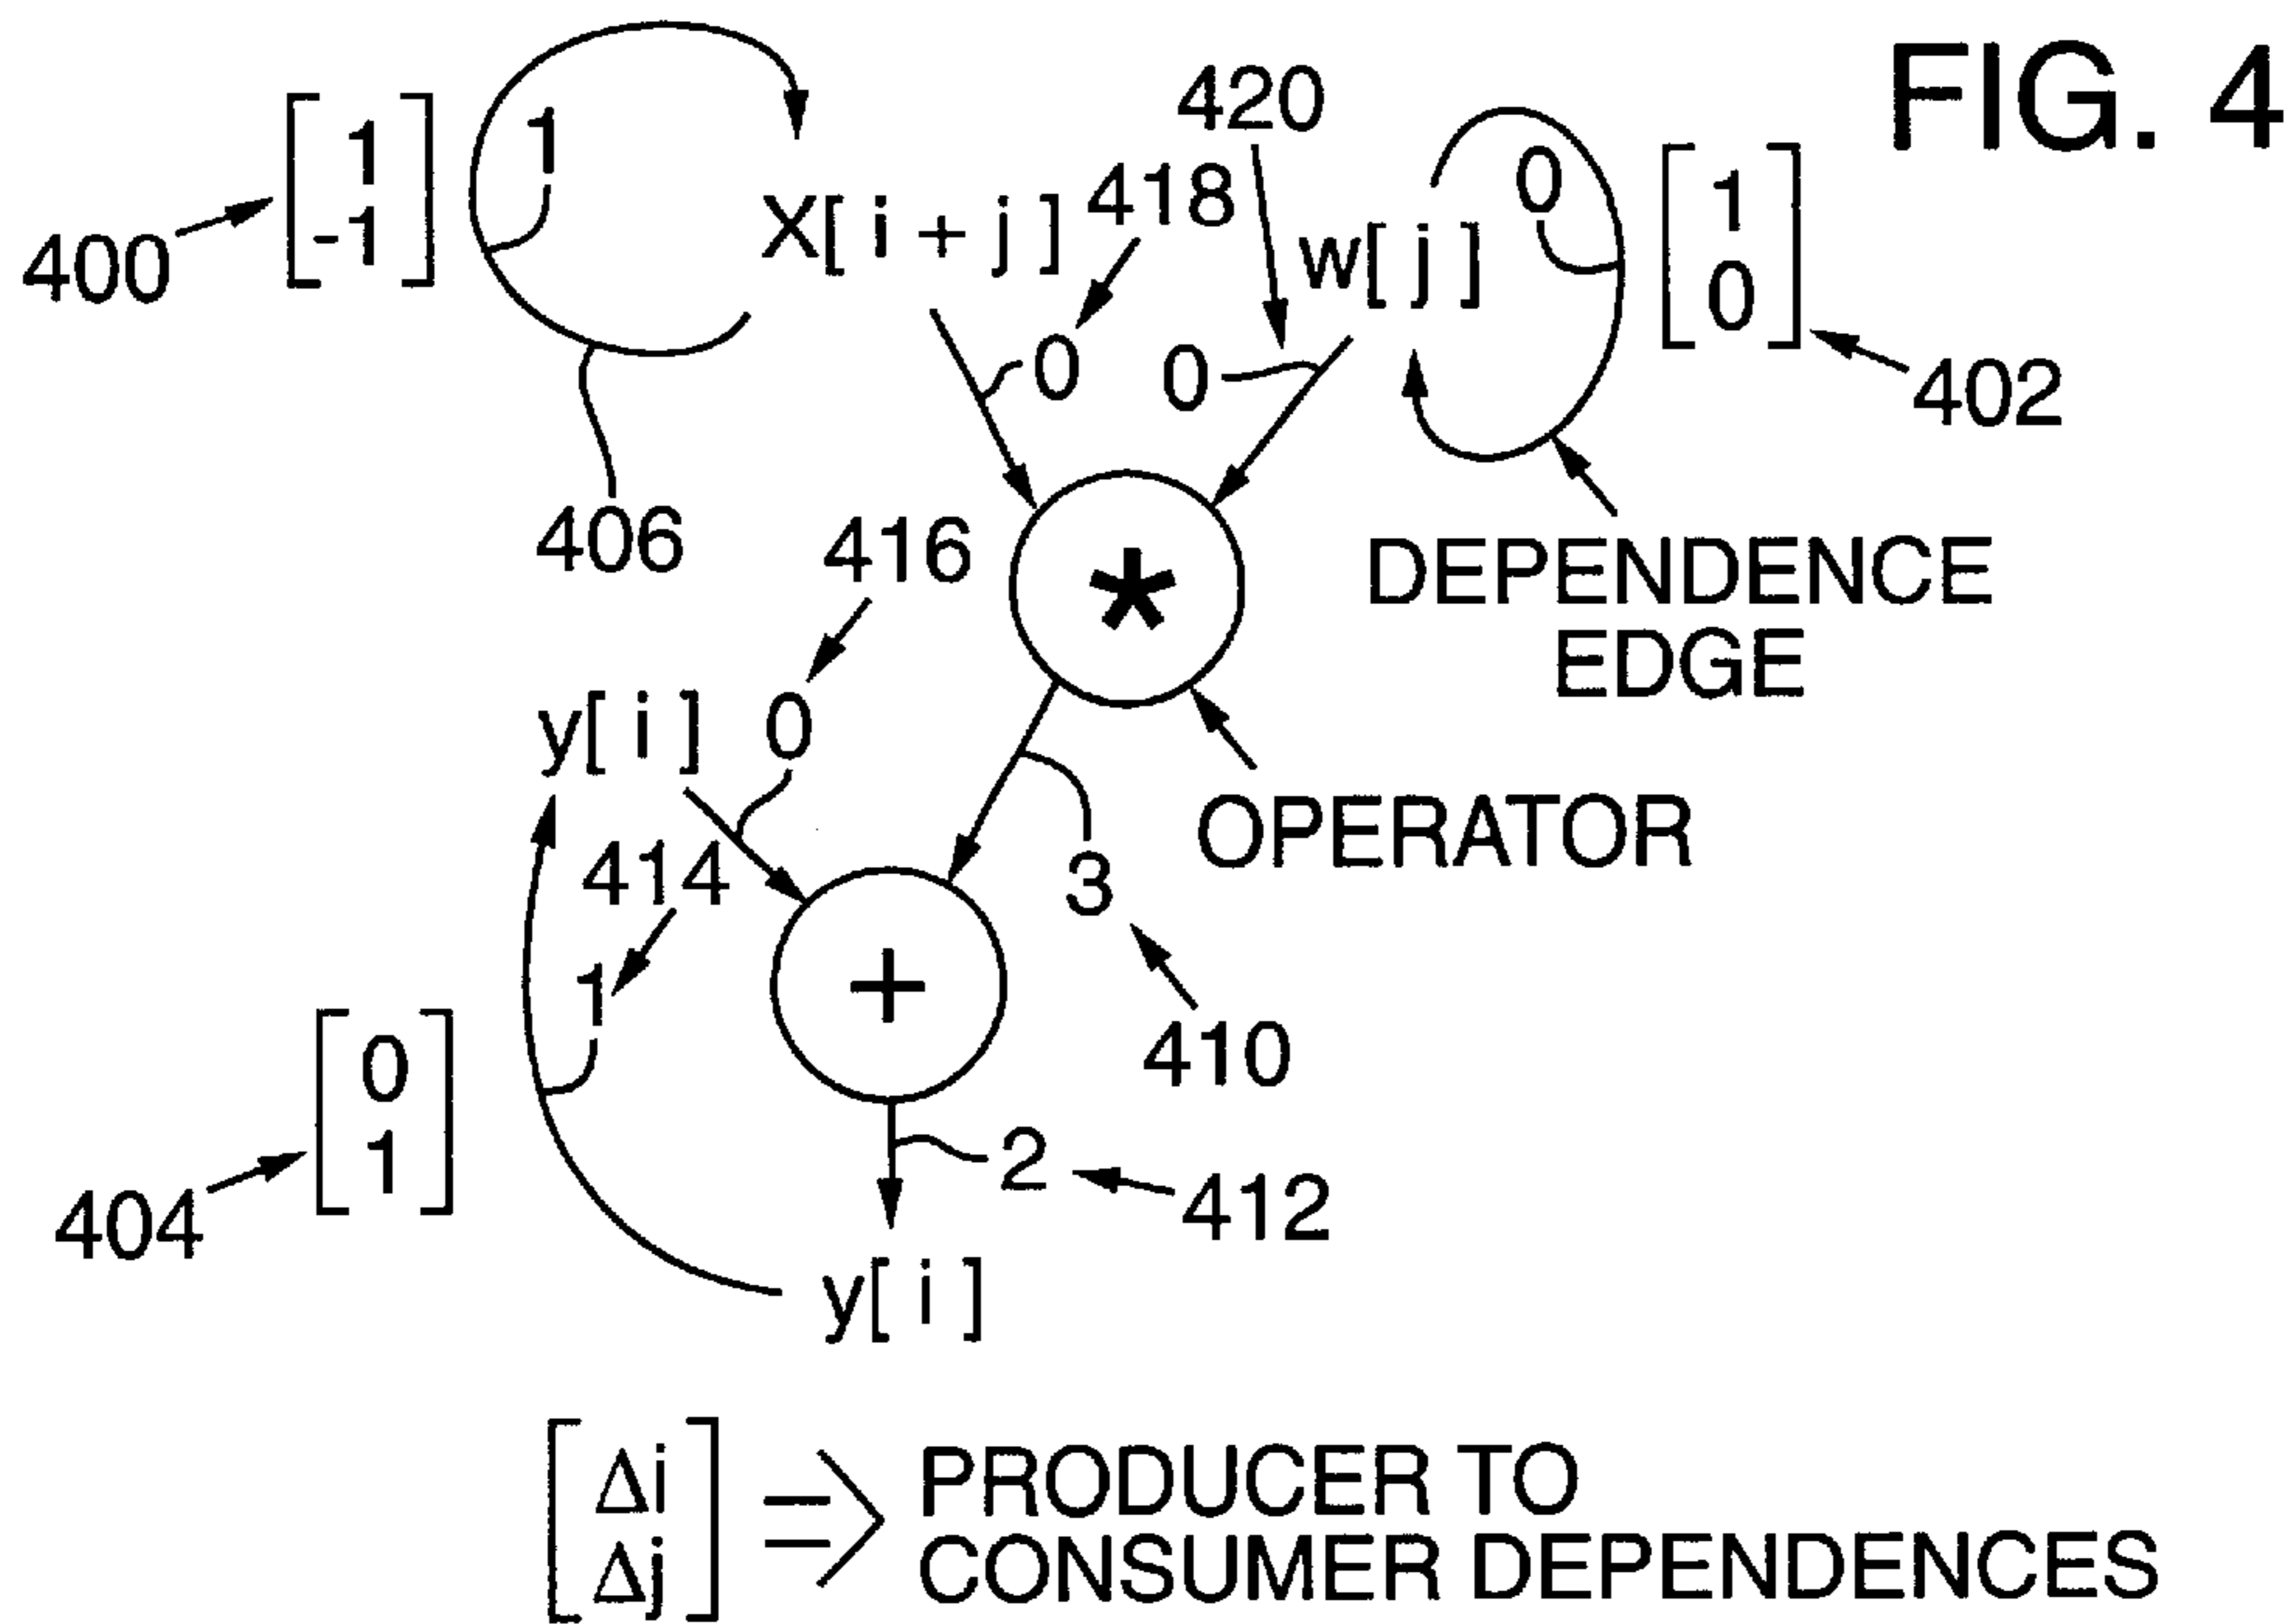 FIG. 4
420
1
1
0
1
-1
X[ i + j ]
418
w[ j ]
0
400
0
0
402
406
416
*
DEPENDENCE
EDGE
y[ i ]
0
OPERATOR
414
3
1
+
0
1
410
2
412
404
y[ i ]
Δi
Δj
⇒
PRODUCER TO
CONSUMER DEPENDENCES